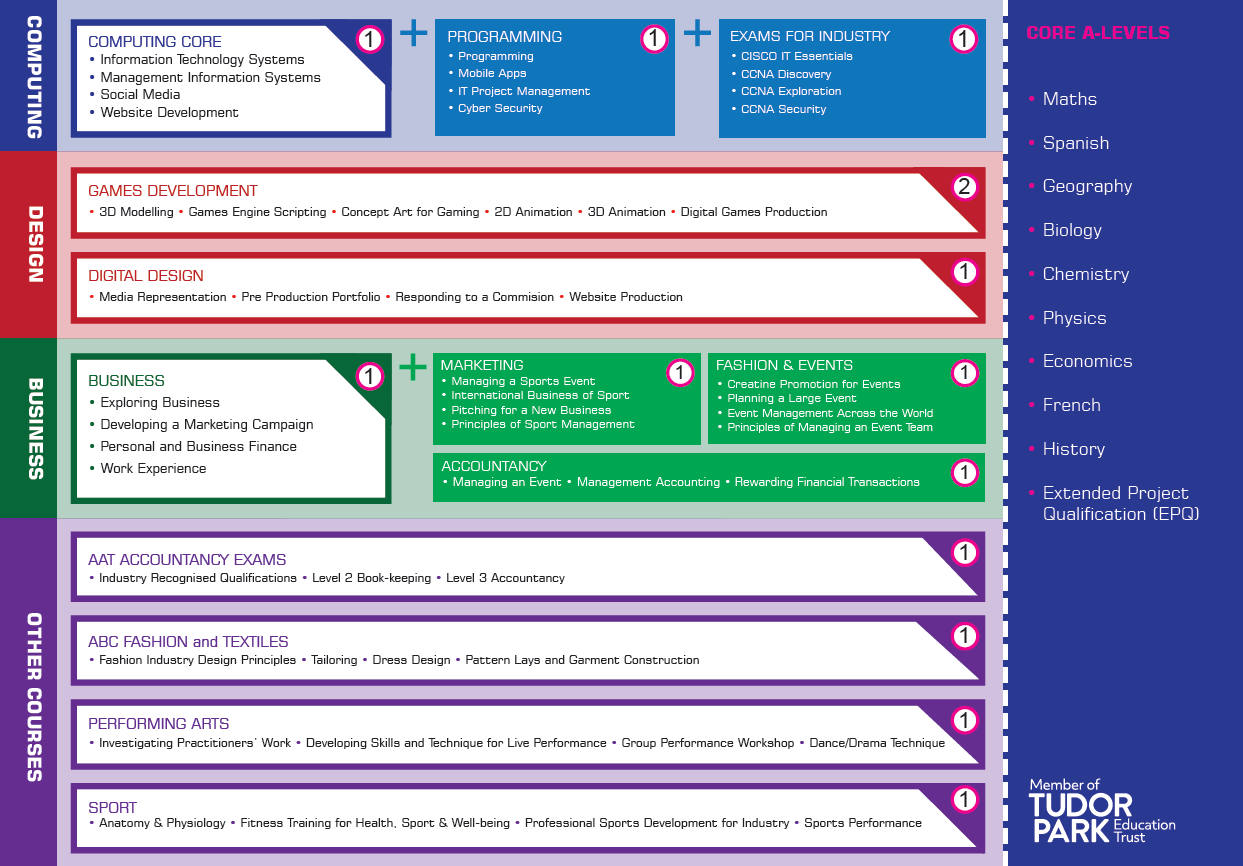 COMPUTING
COMPUTING CORE
1
• Information Technology Systems
• Management Information Systems
• Social Media
• Website Development
+
PROGRAMMING
1
• Programming
• Mobile Apps
• IT Project Management
• Cyber Security
+
EXAMS FOR INDUSTRY
1
• CISCO IT Essentials
• CCNA Discovery
• CCNA Exploration
• CCNA Security
DESIGN
GAMES DEVELOPMENT
2
• 3D Modelling • Games Engine Scripting • Concept Art for Gaming • 2D Animation • 3D Animation • Digital Games Production
DIGITAL DESIGN
1
• Media Representation • Pre Production Portfolio • Responding to a Commision • Website Production
BUSINESS
BUSINESS
1
• Exploring Business
• Developing a Marketing Campaign
• Personal and Business Finance
• Work Experience
+
MARKETING
1
• Managing a Sports Event
• International Business of Sport
• Pitching for a New Business
• Principles of Sport Management
FASHION & EVENTS
1
• Creatine Promotion for Events
• Planning a Large Event
• Event Management Across the World
• Principles of Managing an Event Team
ACCOUNTANCY
1
• Managing an Event • Management Accounting • Rewarding Financial Transactions
OTHER COURSES
AAT ACCOUNTANCY EXAMS
1
• Industry Recognised Qualifications • Level 2 Book-keeping • Level 3 Accountancy
ABC FASHION and TEXTILES
1
• Fashion Industry Design Principles • Tailoring • Dress Design • Pattern Lays and Garment Construction
PERFORMING ARTS
1
• Investigating Practitioners' Work • Developing Skills and Technique for Live Performance • Group Performance Workshop • Dance/Drama Technique
SPORT
1
• Anatomy & Physiology • Fitness Training for Health, Sport & Well-being • Professional Sports Development for Industry • Sports Performance
CORE A-LEVELS
• Maths
• Spanish
• Geography
• Biology
• Chemistry
• Physics
• Economics
• French
• History
• Extended Project
Qualification (EPQ)
Member of
TUDOR
PARK Education
Trust